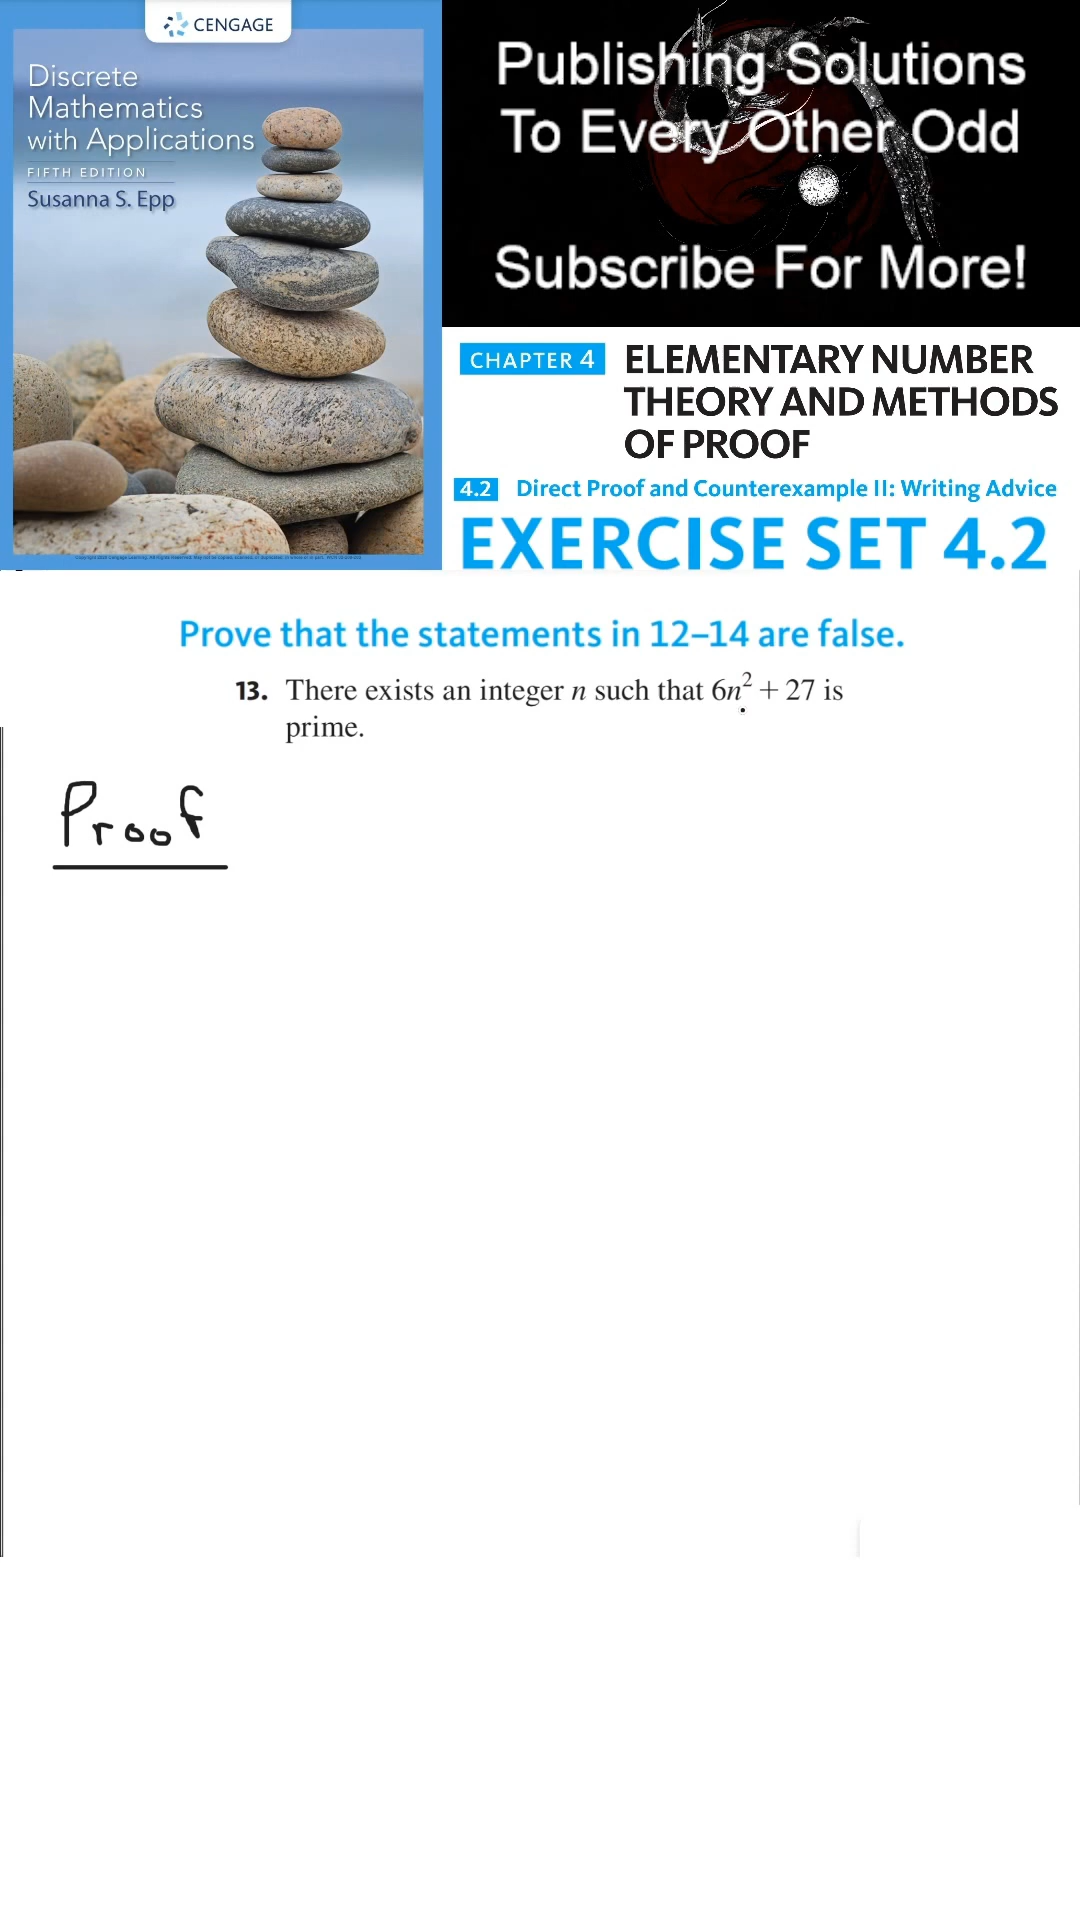 CENGAGE
Discrete
Mathematics
with Applications
FIFTH EDITION
Susanna S. Epp
Publishing Solutions
To Every Other Odd
Subscribe For More!
CHAPTER 4 ELEMENTARY NUMBER
THEORY AND METHODS
OF PROOF
4.2 Direct Proof and Counterexample II: Writing Advice
EXERCISE SET 4.2
Prove that the statements in 12–14 are false.
13. There exists an integer n such that 6n² + 27 is
prime.
Proof